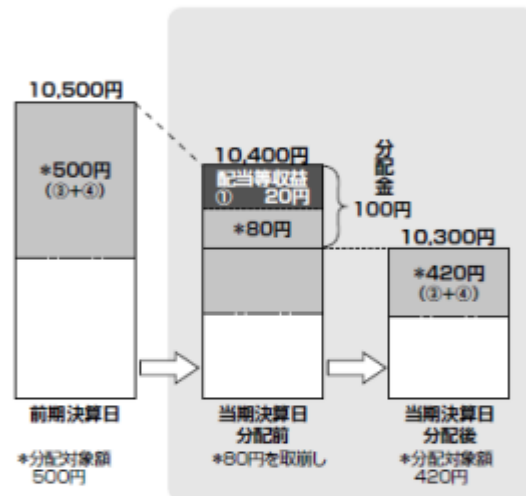 10,500円
*500円
(③+④)
前期決算日
*分配対象額
500円
10,400円
配当等収益
① 20円
*80円
分配金
100円
当期決算日
分配前
*80円を取崩し
10,300円
*420円
(③+④)
当期決算日
分配後
*分配対象額
420円